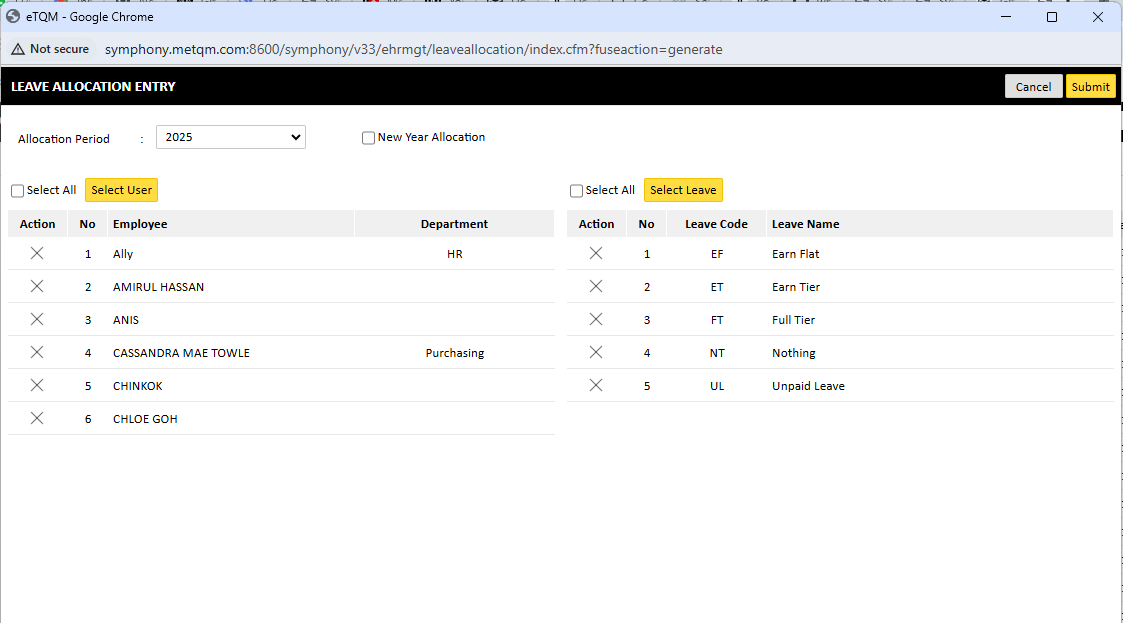 eTQM - Google Chrome
Not secure symphony.metqm.com:8600/symphony/v33/ehrmgt/leaveallocation/index.cfm?fuseaction=generate
LEAVE ALLOCATION ENTRY Cancel Submit
Allocation Period : 2025 New Year Allocation
Select All Select User
Action No Employee Department
1 Ally HR
2 AMIRUL HASSAN
3 ANIS
4 CASSANDRA MAE TOWLE Purchasing
5 CHINKOK
6 CHLOE GOH
Select All Select Leave
Action No Leave Code Leave Name
1 EF Earn Flat
2 ET Earn Tier
3 FT Full Tier
4 NT Nothing
5 UL Unpaid Leave